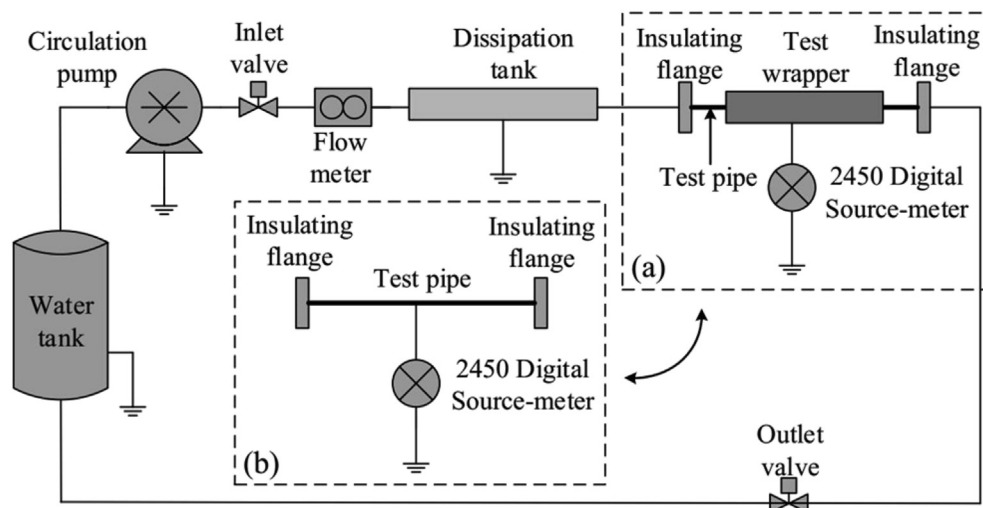 Circulation
pump
Inlet
valve
Flow
meter
Dissipation
tank
Insulating
flange
Test
wrapper
Insulating
flange
Test pipe
2450 Digital
Source-meter
(a)
Insulating
flange
Insulating
flange
Test pipe
2450 Digital
Source-meter
(b)
Water
tank
Outlet
valve